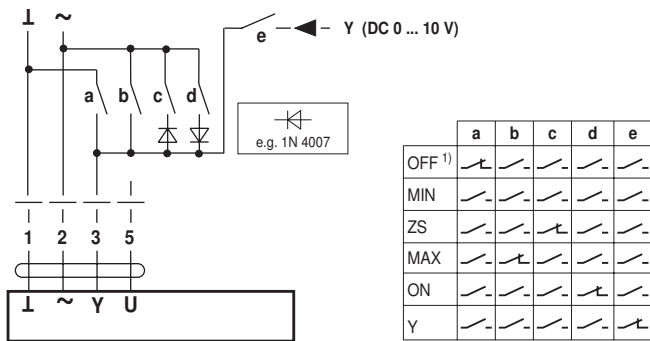 ⊥ ~
e Y (DC 0 ... 10 V)
a b c d
e.g. 1N 4007
1 2 3 5
⊥ ~ Y U
a b c d e
OFF 1)
MIN
ZS
MAX
ON
Y